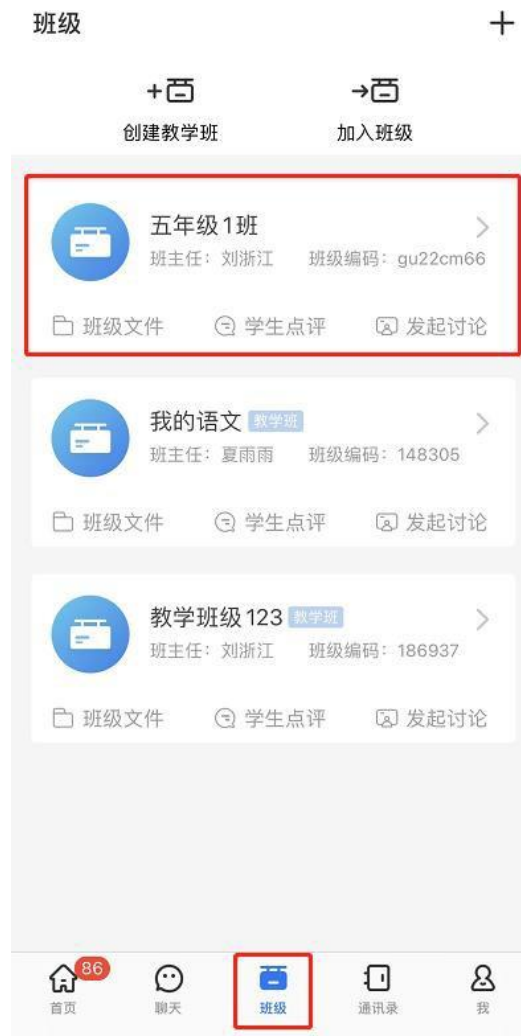 班级
创建教学班 加入班级
五年级1班
班主任：刘浙江 班级编码：gu22cm66
班级文件 学生点评 发起讨论
我的语文 教学班
班主任：夏雨雨 班级编码：148305
班级文件 学生点评 发起讨论
教学班级123 教学班
班主任：刘浙江 班级编码：186937
班级文件 学生点评 发起讨论
86
首页 聊天 班级 通讯录 我